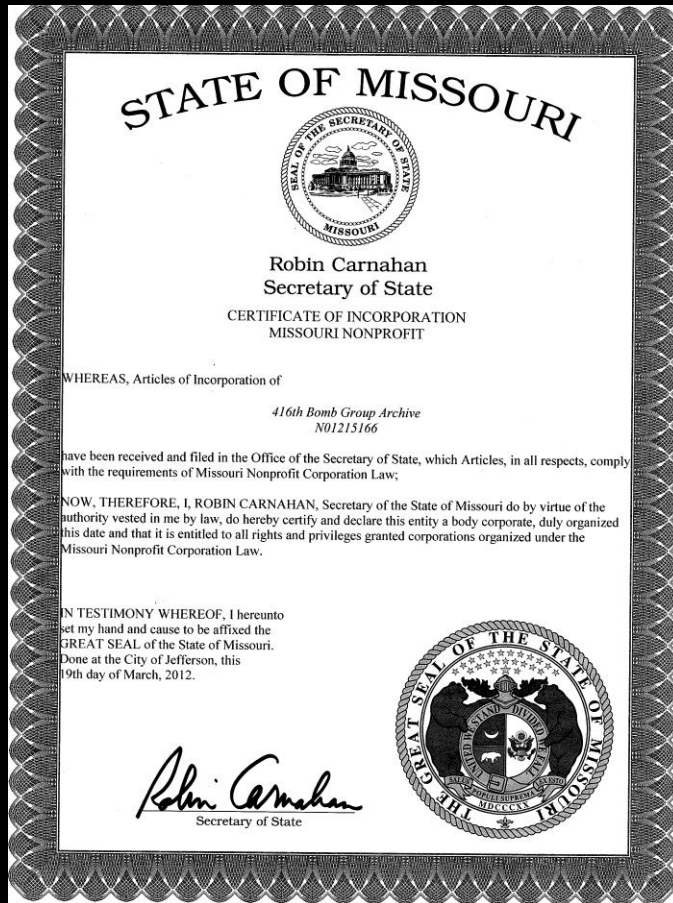 STATE OF MISSOURI
SEAL OF THE SECRETARY OF STATE
MISSOURI
Robin Carnahan
Secretary of State
CERTIFICATE OF INCORPORATION
MISSOURI NONPROFIT
WHEREAS, Articles of Incorporation of
416th Bomb Group Archive
N01215166
have been received and filed in the Office of the Secretary of State, which Articles, in all respects, comply
with the requirements of Missouri Nonprofit Corporation Law;
NOW, THEREFORE, I, ROBIN CARNAHAN, Secretary of the State of Missouri do by virtue of the
authority vested in me by law, do hereby certify and declare this entity a body corporate, duly organized
this date and that it is entitled to all rights and privileges granted corporations organized under the
Missouri Nonprofit Corporation Law.
IN TESTIMONY WHEREOF, I hereunto
set my hand and cause to be affixed the
GREAT SEAL of the State of Missouri.
Done at the City of Jefferson, this
19th day of March, 2012.
Robin Carnahan
Secretary of State
THE GREAT SEAL OF THE STATE OF MISSOURI
UNITED WE STAND DIVIDED WE FALL
SALUS POPULI SUPREMA LEX ESTO
MDCCCXX